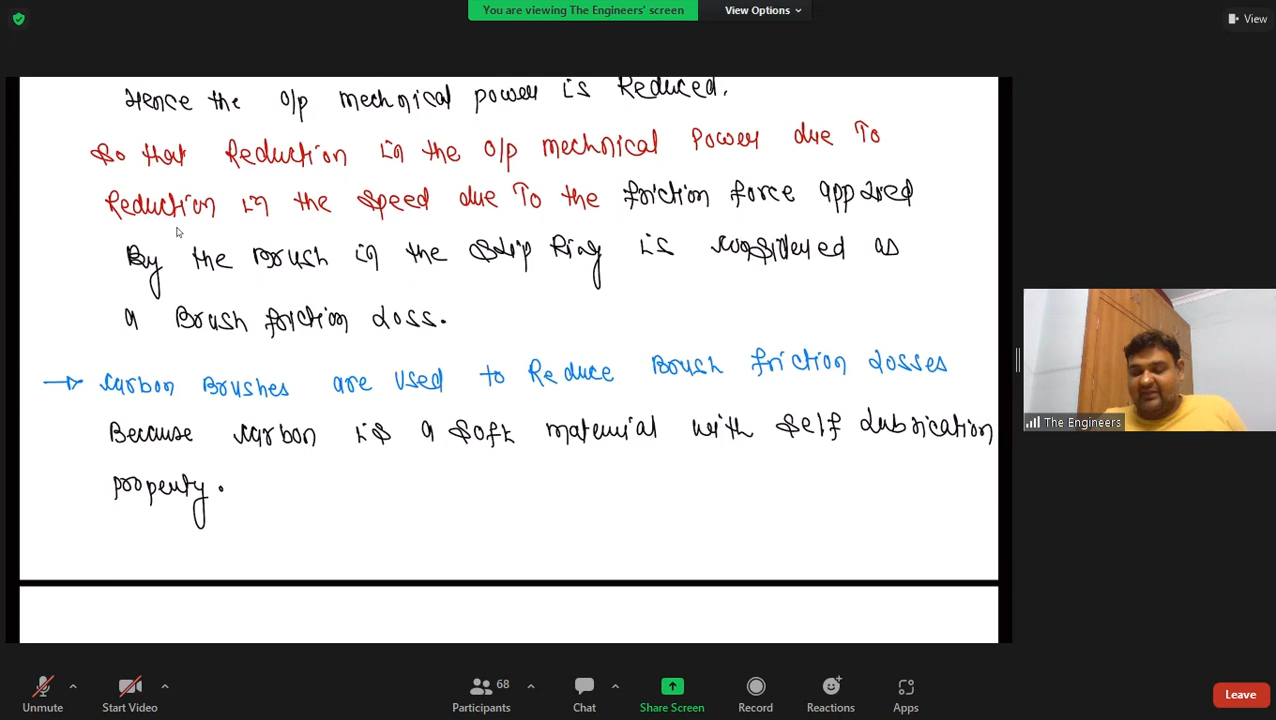 You are viewing The Engineers' screen
View Options
View
Hence the O/p mechnical power is Reduced.
So that Reduction in the O/p mechnical Power due To
Reduction in the Speed due To the friction force appared
By the Brush in the Slip Ring is considered as
a Brush friction Loss.
→ Carbon Brushes are Used to Reduce Brush friction Losses
Because carbon is a Soft material with Self Lubrication
property.
The Engineers
Unmute
Start Video
68
Participants
Chat
Share Screen
Record
Reactions
Apps
Leave